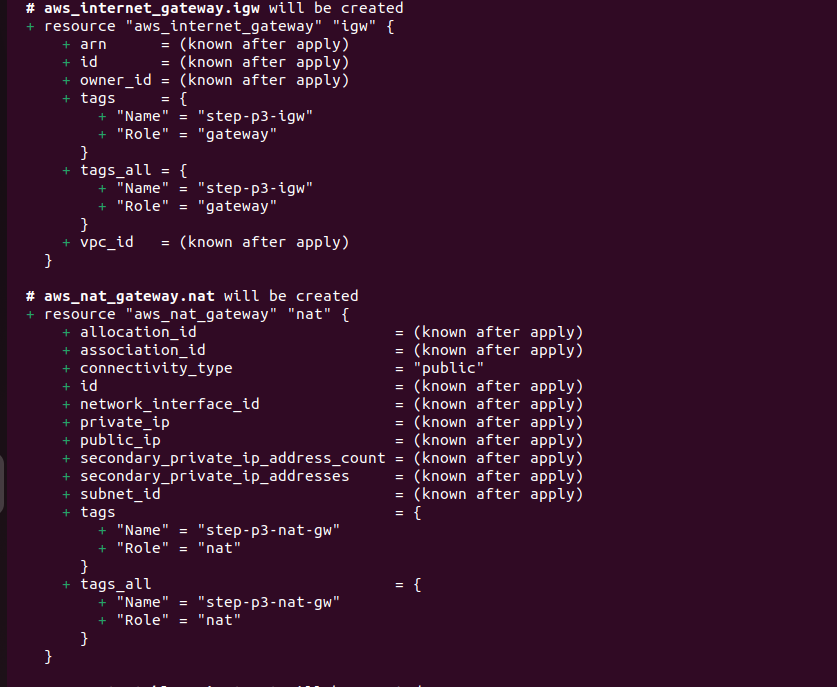 # aws_internet_gateway.igw will be created
+ resource "aws_internet_gateway" "igw" {
+ arn = (known after apply)
+ id = (known after apply)
+ owner_id = (known after apply)
+ tags = {
+ "Name" = "step-p3-igw"
+ "Role" = "gateway"
}
+ tags_all = {
+ "Name" = "step-p3-igw"
+ "Role" = "gateway"
}
+ vpc_id = (known after apply)
}
# aws_nat_gateway.nat will be created
+ resource "aws_nat_gateway" "nat" {
+ allocation_id = (known after apply)
+ association_id = (known after apply)
+ connectivity_type = "public"
+ id = (known after apply)
+ network_interface_id = (known after apply)
+ private_ip = (known after apply)
+ public_ip = (known after apply)
+ secondary_private_ip_address_count = (known after apply)
+ secondary_private_ip_addresses = (known after apply)
+ subnet_id = (known after apply)
+ tags = {
+ "Name" = "step-p3-nat-gw"
+ "Role" = "nat"
}
+ tags_all = {
+ "Name" = "step-p3-nat-gw"
+ "Role" = "nat"
}
}